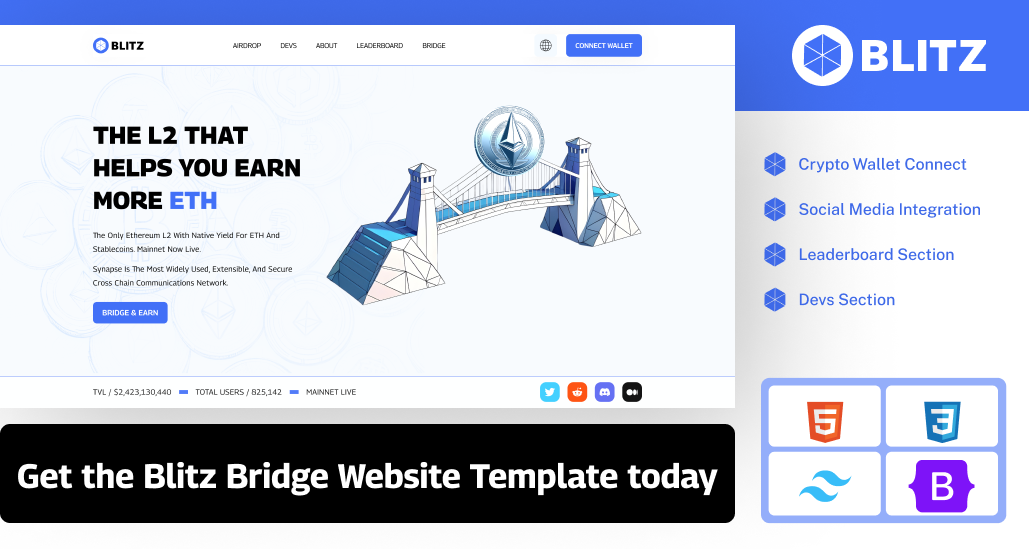 BLITZ
AIRDROP DEVS ABOUT LEADERBOARD BRIDGE
CONNECT WALLET
THE L2 THAT
HELPS YOU EARN
MORE ETH
The Only Ethereum L2 With Native Yield For ETH And
Stablecoins. Mainnet Now Live.
Synapse Is The Most Widely Used, Extensible, And Secure
Cross Chain Communications Network.
BRIDGE & EARN
TVL / $2,423,130,440 TOTAL USERS / 825,142 MAINNET LIVE
Get the Blitz Bridge Website Template today
BLITZ
Crypto Wallet Connect
Social Media Integration
Leaderboard Section
Devs Section
5
3
B